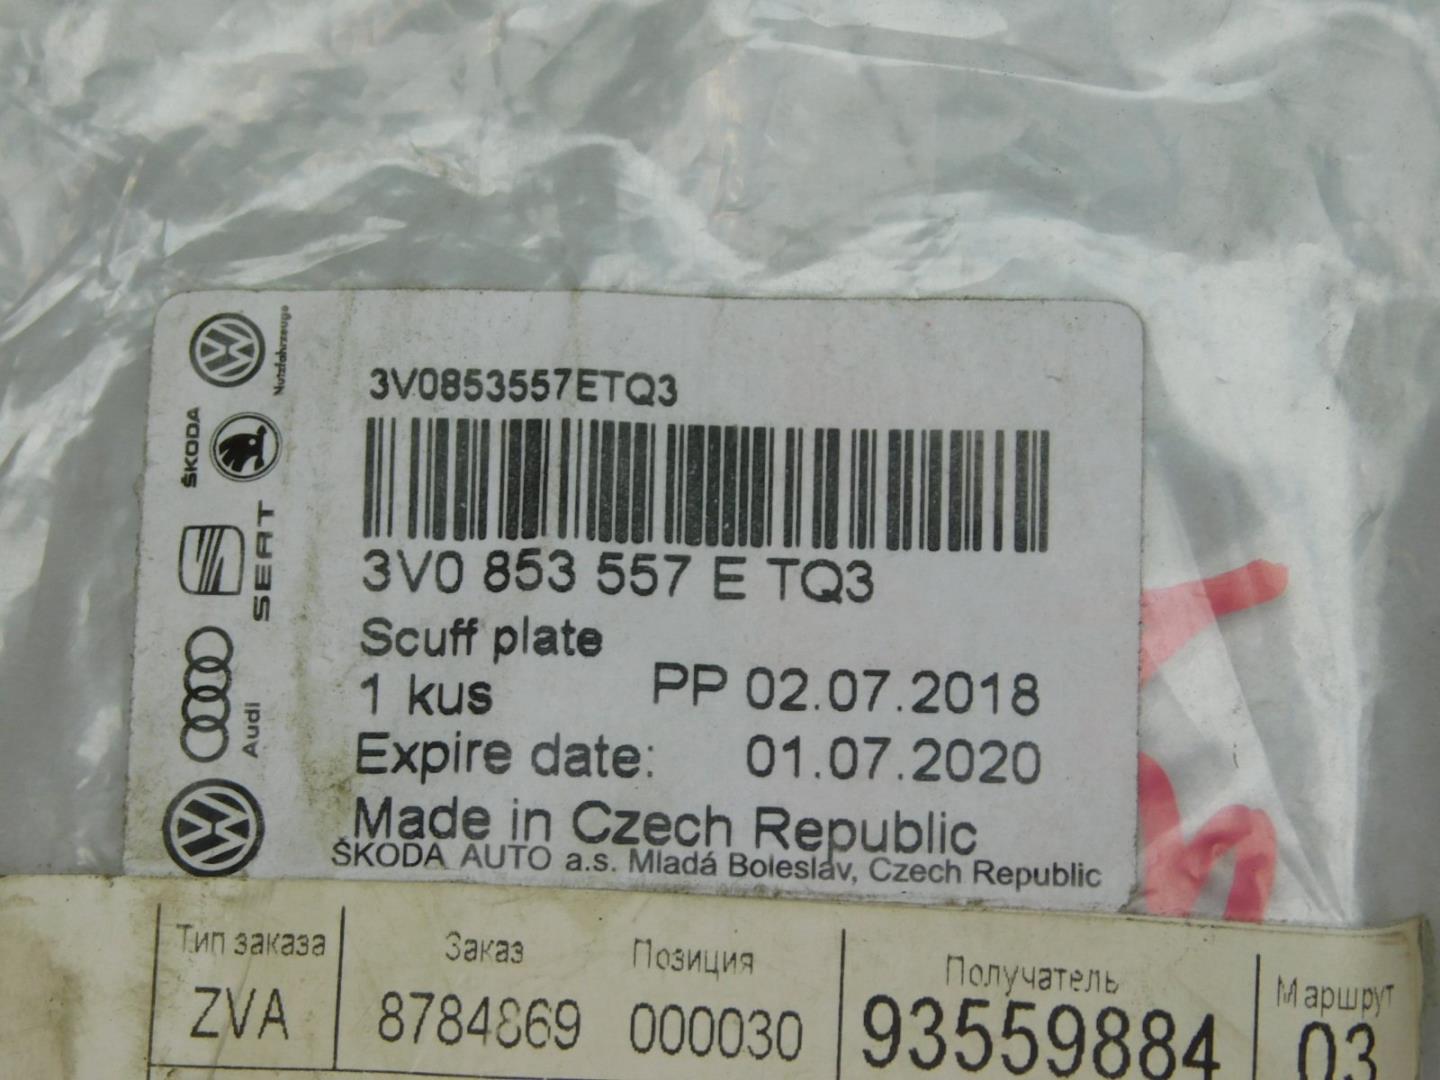 Nutzfahrzeuge
ŠKODA
SEAT
Audi
3V0853557ETQ3
3V0 853 557 E TQ3
Scuff plate
1 kus PP 02.07.2018
Expire date: 01.07.2020
Made in Czech Republic
ŠKODA AUTO a.s. Mladá Boleslav, Czech Republic
Тип заказа Заказ Позиция Получатель Маршрут
ZVA 8784869 000030 93559884 03